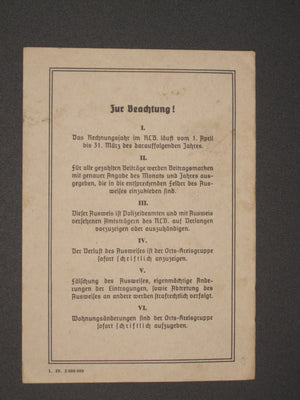 Zur Beachtung!
I.
Das Rechnungsjahr im RLB. läuft vom 1. April
bis 31. März des darauffolgenden Jahres.
II.
Für alle gezahlten Beiträge werden Beitragsmarken
mit genauer Angabe des Monats und Jahres aus-
gegeben, die in die entsprechenden Felder des Aus-
weises einzukleben sind.
III.
Dieser Ausweis ist Polizeibeamten und mit Ausweis
versehenen Amtsträgern des RLB. auf Verlangen
vorzuzeigen oder auszuhändigen.
IV.
Der Verlust des Ausweises ist der Orts-Kreisgruppe
sofort schriftlich anzuzeigen.
V.
Fälschung des Ausweises, eigenmächtige Ände-
rungen der Eintragungen, sowie Abtretung des
Ausweises an andere werden strafrechtlich verfolgt.
VI.
Wohnungsänderungen sind der Orts-Kreisgruppe
sofort schriftlich aufzugeben.